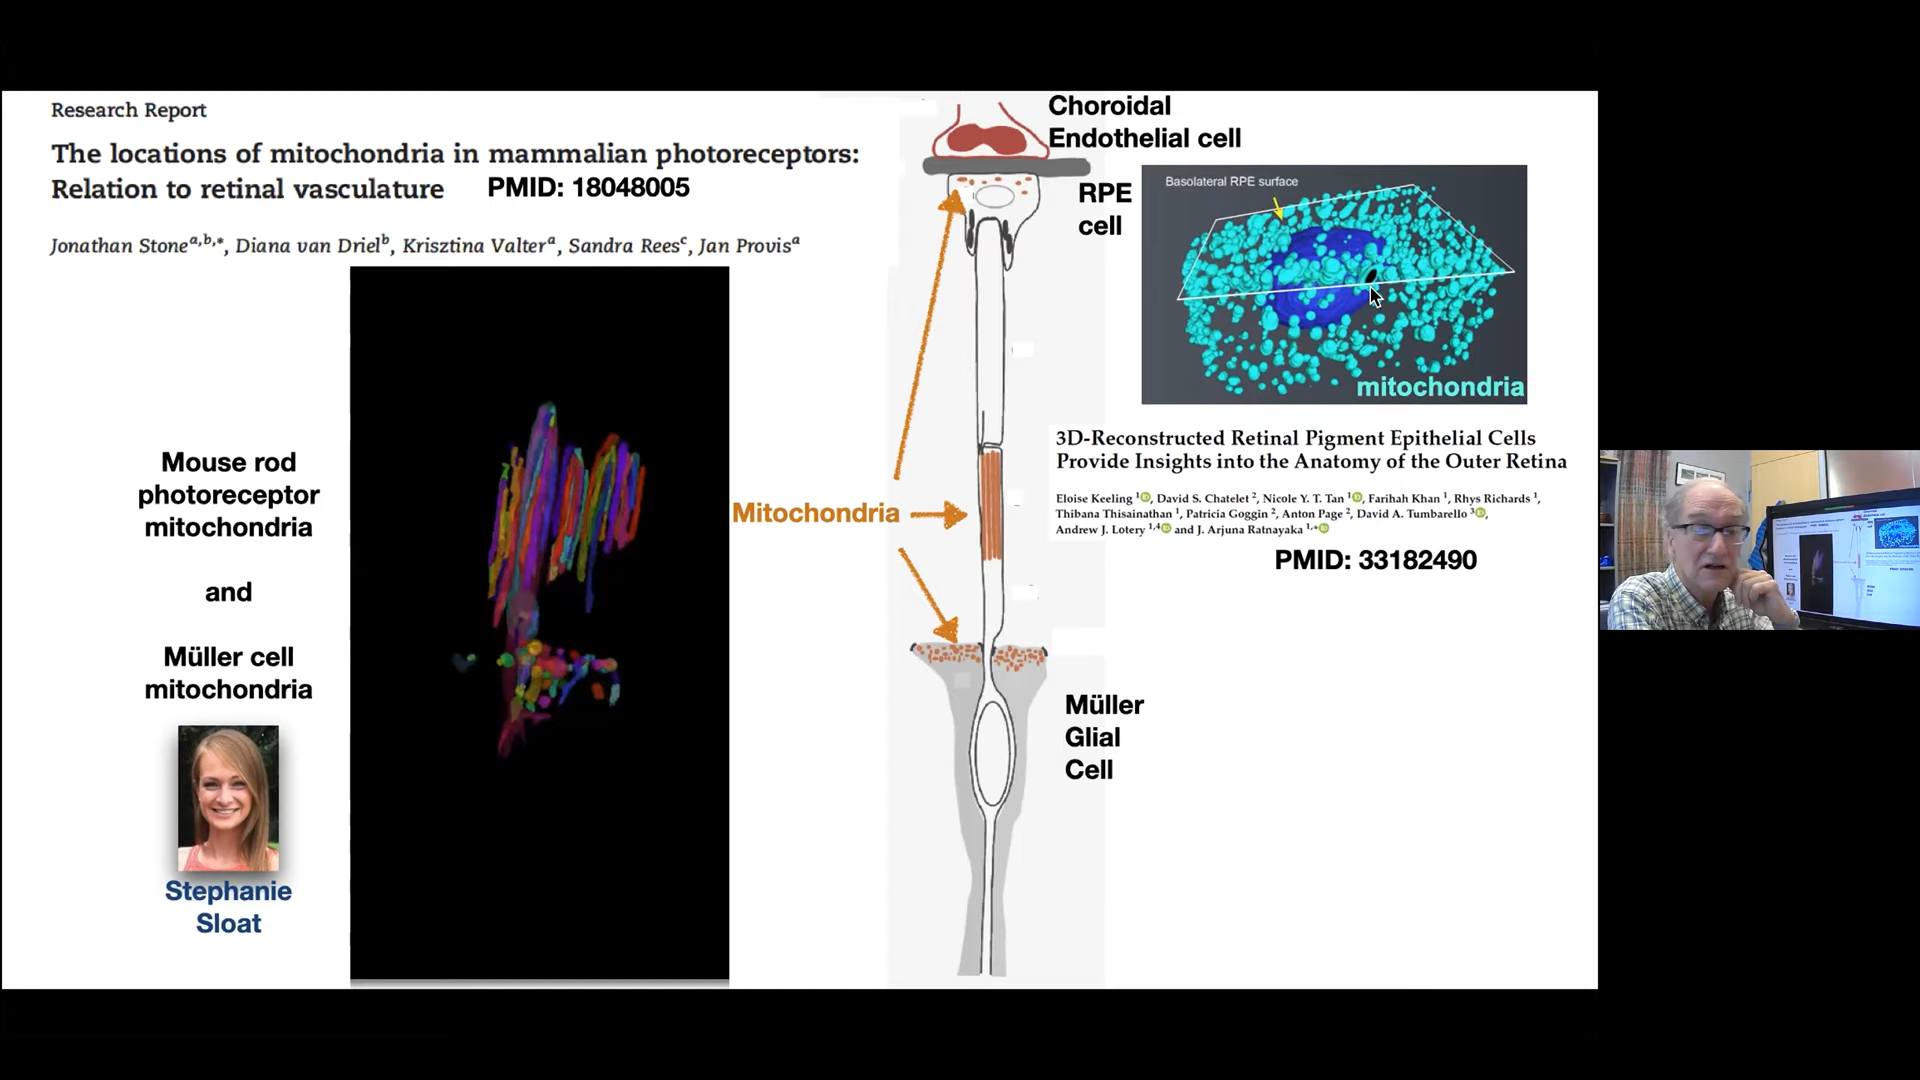 Research Report
The locations of mitochondria in mammalian photoreceptors:
Relation to retinal vasculature PMID: 18048005
Jonathan Stone a,b,*, Diana van Driel b, Krisztina Valter a, Sandra Rees c, Jan Provis a
Mouse rod
photoreceptor
mitochondria
and
Müller cell
mitochondria
Stephanie
Sloat
Mitochondria
Choroidal
Endothelial cell
RPE
cell
Basolateral RPE surface
mitochondria
3D-Reconstructed Retinal Pigment Epithelial Cells
Provide Insights into the Anatomy of the Outer Retina
Eloise Keeling 1, David S. Chatelet 2, Nicole Y. T. Tan 1, Farihah Khan 1, Rhys Richards 1,
Thibana Thisainathan 1, Patricia Goggin 2, Anton Page 2, David A. Tumbarello 3,
Andrew J. Lotery 1,4 and J. Arjuna Ratnayaka 1,*
PMID: 33182490
Müller
Glial
Cell